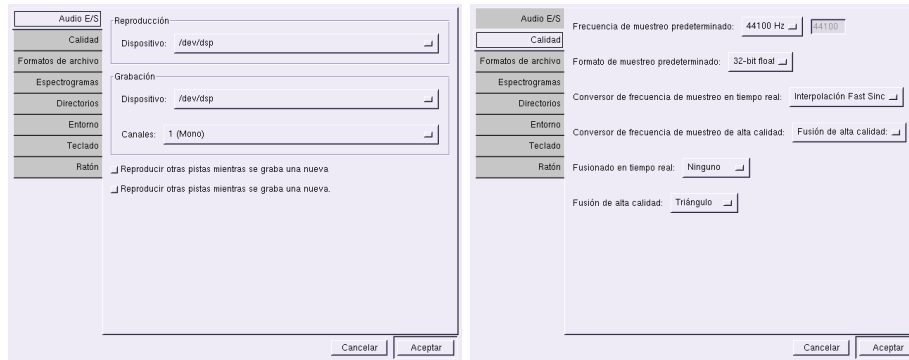 Audio E/S
Calidad
Formatos de archivo
Espectrogramas
Directorios
Entorno
Teclado
Ratón
Reproducción
Dispositivo: /dev/dsp
Grabación
Dispositivo: /dev/dsp
Canales: 1 (Mono)
Reproducir otras pistas mientras se graba una nueva
Reproducir otras pistas mientras se graba una nueva.
Cancelar Aceptar
Audio E/S
Calidad
Formatos de archivo
Espectrogramas
Directorios
Entorno
Teclado
Ratón
Frecuencia de muestreo predeterminado: 44100 Hz 44100
Formato de muestreo predeterminado: 32-bit float
Conversor de frecuencia de muestreo en tiempo real: Interpolación Fast Sinc
Conversor de frecuencia de muestreo de alta calidad: Fusión de alta calidad:
Fusionado en tiempo real: Ninguno
Fusión de alta calidad: Triángulo
Cancelar Aceptar